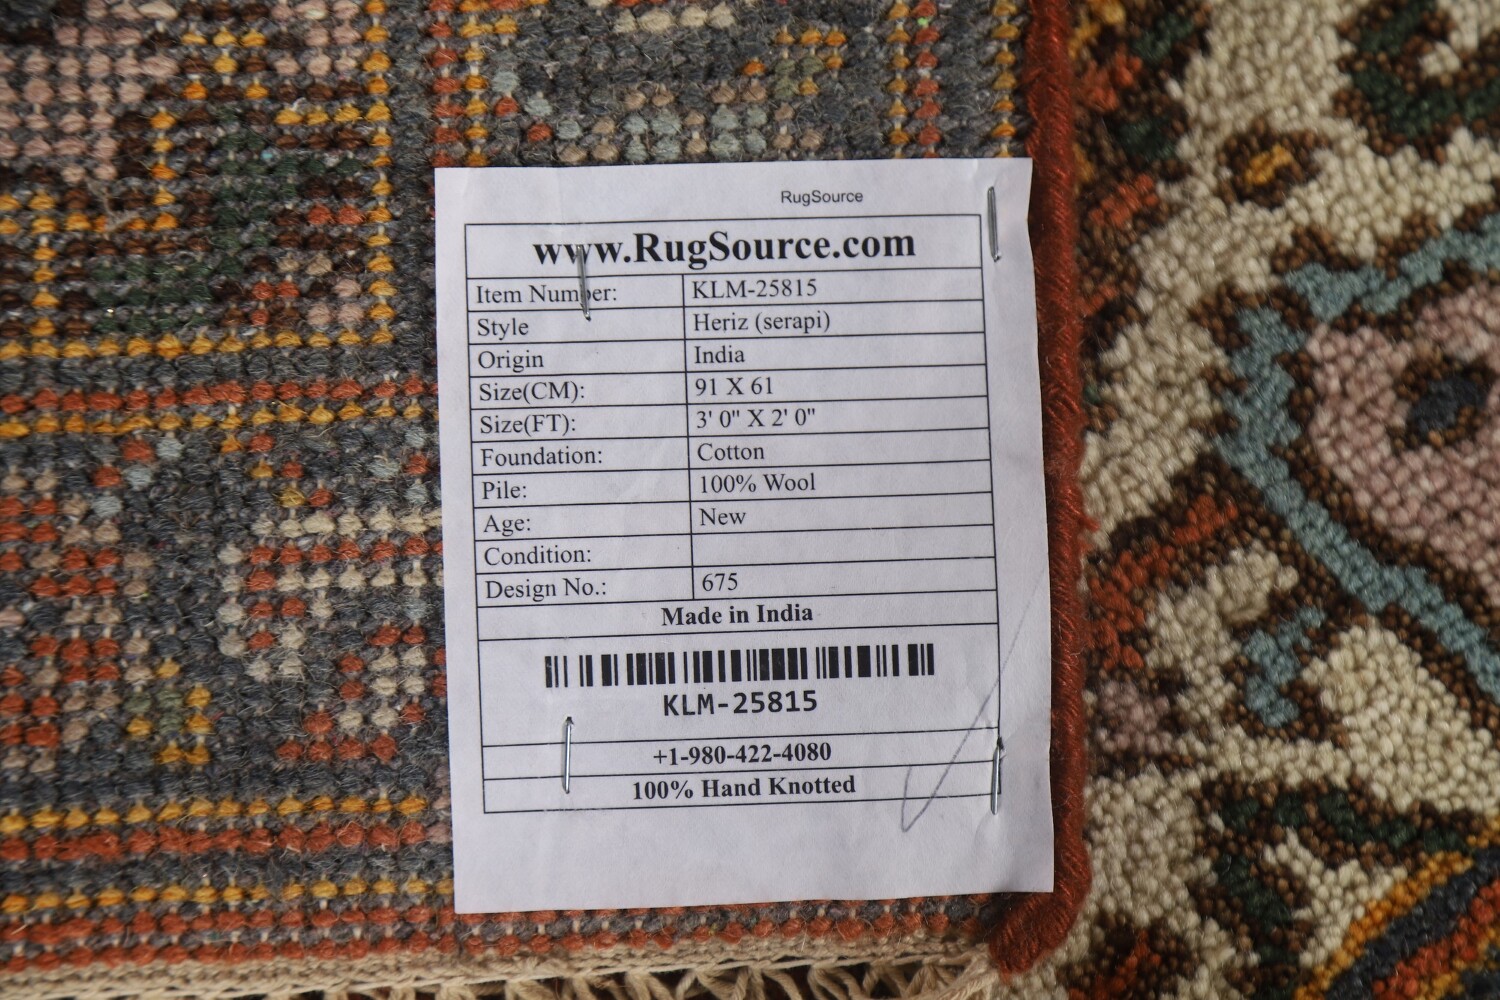 RugSource
www.RugSource.com
Item Number: KLM-25815
Style Heriz (serapi)
Origin India
Size(CM): 91 X 61
Size(FT): 3' 0" X 2' 0"
Foundation: Cotton
Pile: 100% Wool
Age: New
Condition:
Design No.: 675
Made in India
KLM-25815
+1-980-422-4080
100% Hand Knotted